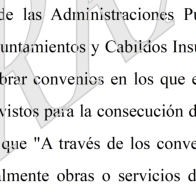 de las Administraciones Pú
untamientos y Cabildos Insu
brar convenios en los que e
vistos para la consecución d
que "A través de los conve
almente obras o servicios d